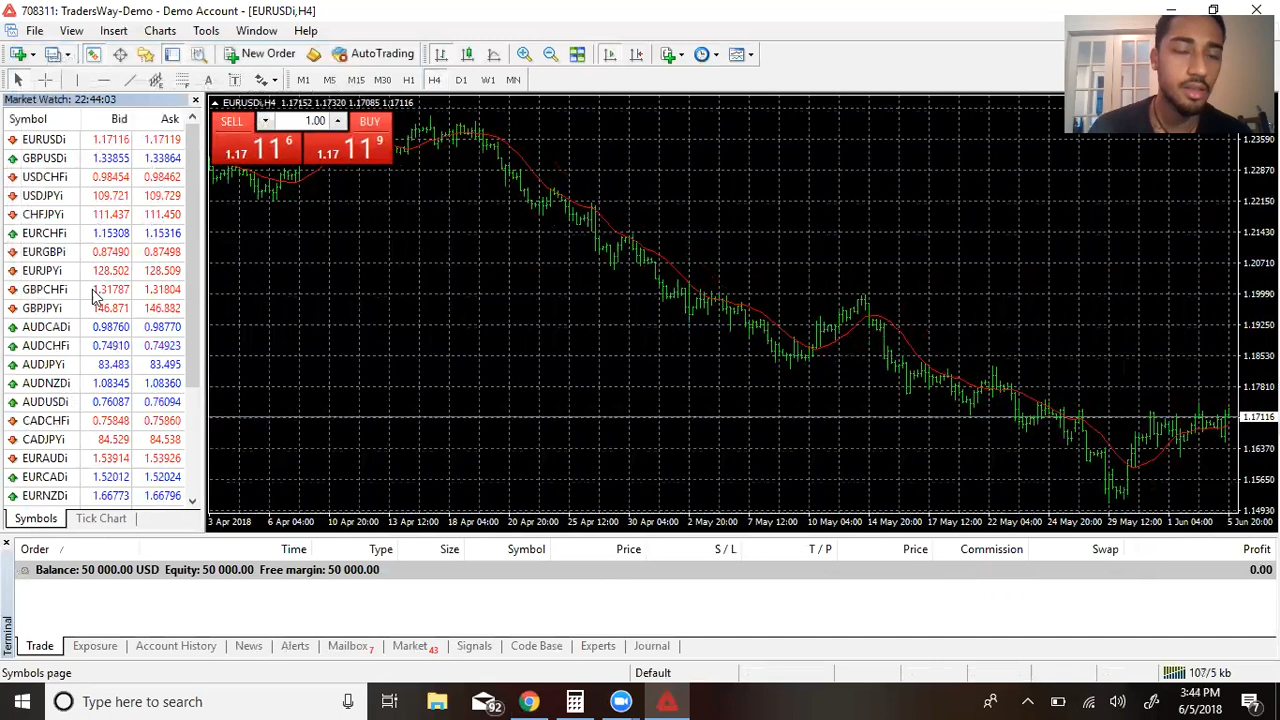 708311: TradersWay-Demo - Demo Account - [EURUSDi,H4]
File View Insert Charts Tools Window Help
New Order AutoTrading
A T M1 M5 M15 M30 H1 H4 D1 W1 MN
Market Watch: 22:44:03
Symbol Bid Ask
EURUSDi 1.17116 1.17119
GBPUSDi 1.33855 1.33864
USDCHFi 0.98454 0.98462
USDJPYi 109.721 109.729
CHFJPYi 111.437 111.450
EURCHFi 1.15308 1.15316
EURGBPi 0.87490 0.87498
EURJPYi 128.502 128.509
GBPCHFi 1.31787 1.31804
GBPJPYi 146.871 146.882
AUDCADi 0.98760 0.98770
AUDCHFi 0.74910 0.74923
AUDJPYi 83.483 83.495
AUDNZDi 1.08345 1.08360
AUDUSDi 0.76087 0.76094
CADCHFi 0.75848 0.75860
CADJPYi 84.529 84.538
EURAUDi 1.53914 1.53926
EURCADi 1.52012 1.52024
EURNZDi 1.66773 1.66796
Symbols Tick Chart
EURUSDi,H4 1.17152 1.17320 1.17085 1.17116
SELL 1.00 BUY
1.17 11 6 1.17 11 9
1.23590
1.22870
1.22150
1.21430
1.20710
1.19990
1.19250
1.18530
1.17810
1.17116
1.16370
1.15650
1.14930
3 Apr 2018 6 Apr 04:00 10 Apr 20:00 13 Apr 12:00 18 Apr 04:00 20 Apr 20:00 25 Apr 12:00 30 Apr 04:00 2 May 20:00 7 May 12:00 10 May 04:00 14 May 20:00 17 May 12:00 22 May 04:00 24 May 20:00 29 May 12:00 1 Jun 04:00 5 Jun 20:00
Order / Time Type Size Symbol Price S / L T / P Price Commission Swap Profit
Balance: 50 000.00 USD Equity: 50 000.00 Free margin: 50 000.00 0.00
Terminal
Trade Exposure Account History News Alerts Mailbox 7 Market 43 Signals Code Base Experts Journal
Symbols page Default 107/5 kb
Type here to search 92 3:44 PM
6/5/2018 7